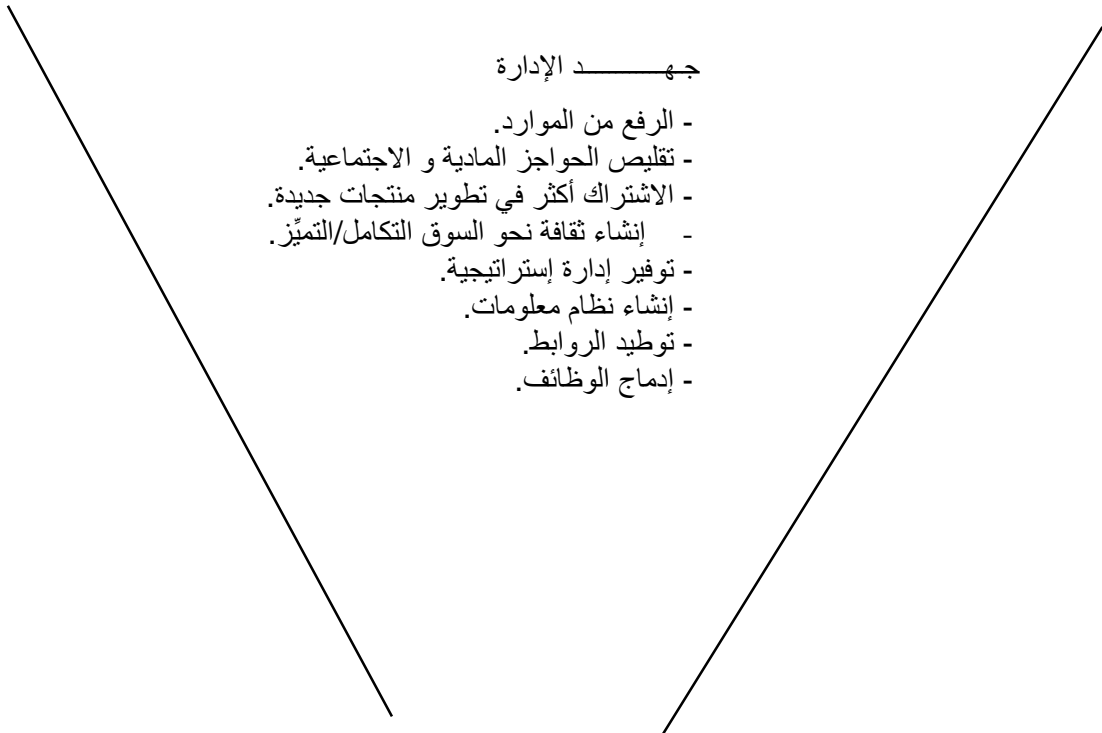 جهـــــــــــد الإدارة
- الرفع من الموارد.
- تقليص الحواجز المادية و الاجتماعية.
- الاشتراك أكثر في تطوير منتجات جديدة.
- إنشاء ثقافة نحو السوق التكامل/التميِّز.
- توفير إدارة إستراتيجية.
- إنشاء نظام معلومات.
- توطيد الروابط.
- إدماج الوظائف.